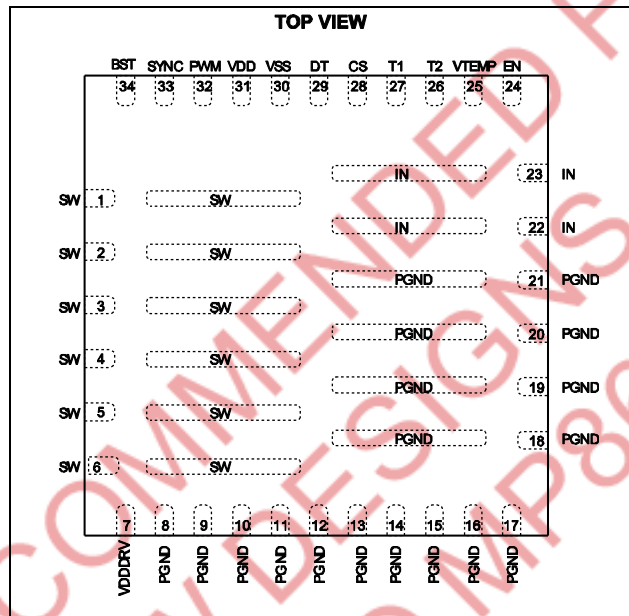 TOP VIEW
BST SYNC PWM VDD VSS DT CS T1 T2 VTEMP EN
34 33 32 31 30 29 28 27 26 25 24
IN 23 IN
SW 1 SW
IN 22 IN
SW 2 SW
PGND 21 PGND
SW 3 SW
PGND 20 PGND
SW 4 SW
PGND 19 PGND
SW 5 SW
PGND 18 PGND
SW 6 SW
7 8 9 10 11 12 13 14 15 16 17
VDDDRV PGND PGND PGND PGND PGND PGND PGND PGND PGND PGND
COMMENDED F
W DESIGNS
O MP86